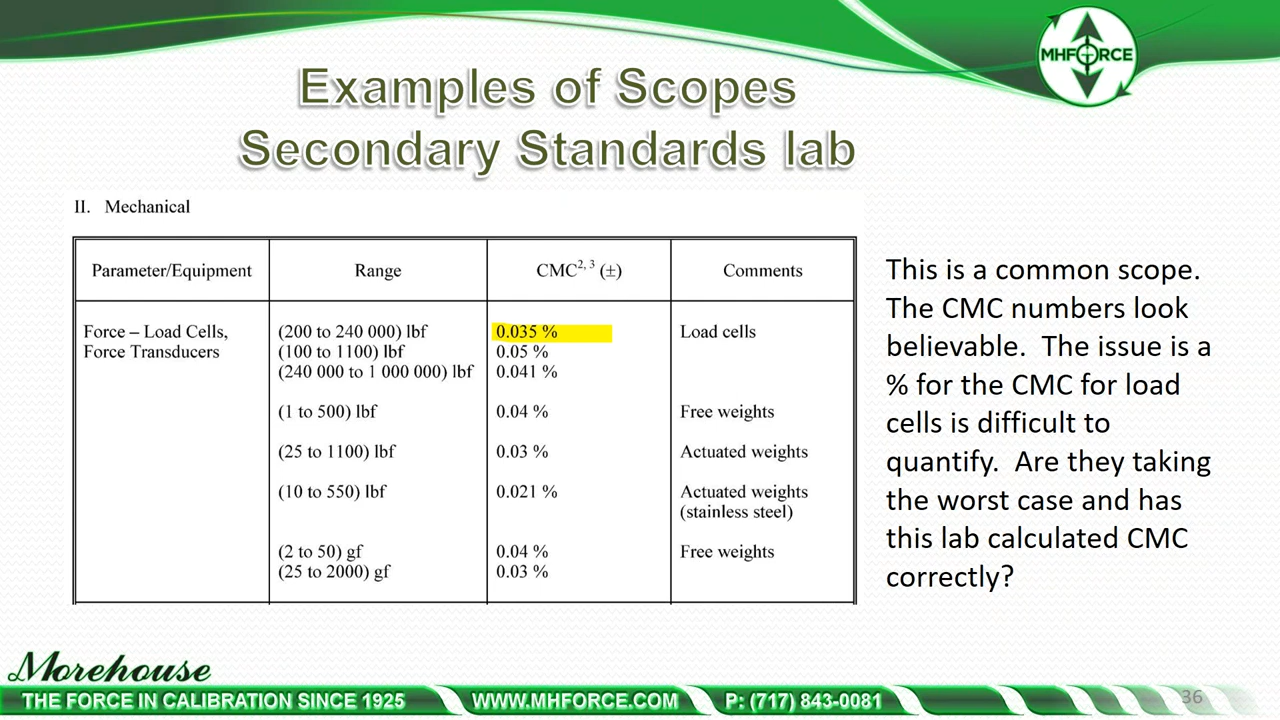 MHFORCE
Examples of Scopes
Secondary Standards lab
II. Mechanical
Parameter/Equipment Range CMC2, 3 (±) Comments
Force – Load Cells, (200 to 240 000) lbf 0.035 % Load cells
Force Transducers (100 to 1100) lbf 0.05 %
(240 000 to 1 000 000) lbf 0.041 %
(1 to 500) lbf 0.04 % Free weights
(25 to 1100) lbf 0.03 % Actuated weights
(10 to 550) lbf 0.021 % Actuated weights
(stainless steel)
(2 to 50) gf 0.04 % Free weights
(25 to 2000) gf 0.03 %
This is a common scope.
The CMC numbers look
believable. The issue is a
% for the CMC for load
cells is difficult to
quantify. Are they taking
the worst case and has
this lab calculated CMC
correctly?
Morehouse
THE FORCE IN CALIBRATION SINCE 1925 WWW.MHFORCE.COM P: (717) 843-0081
36